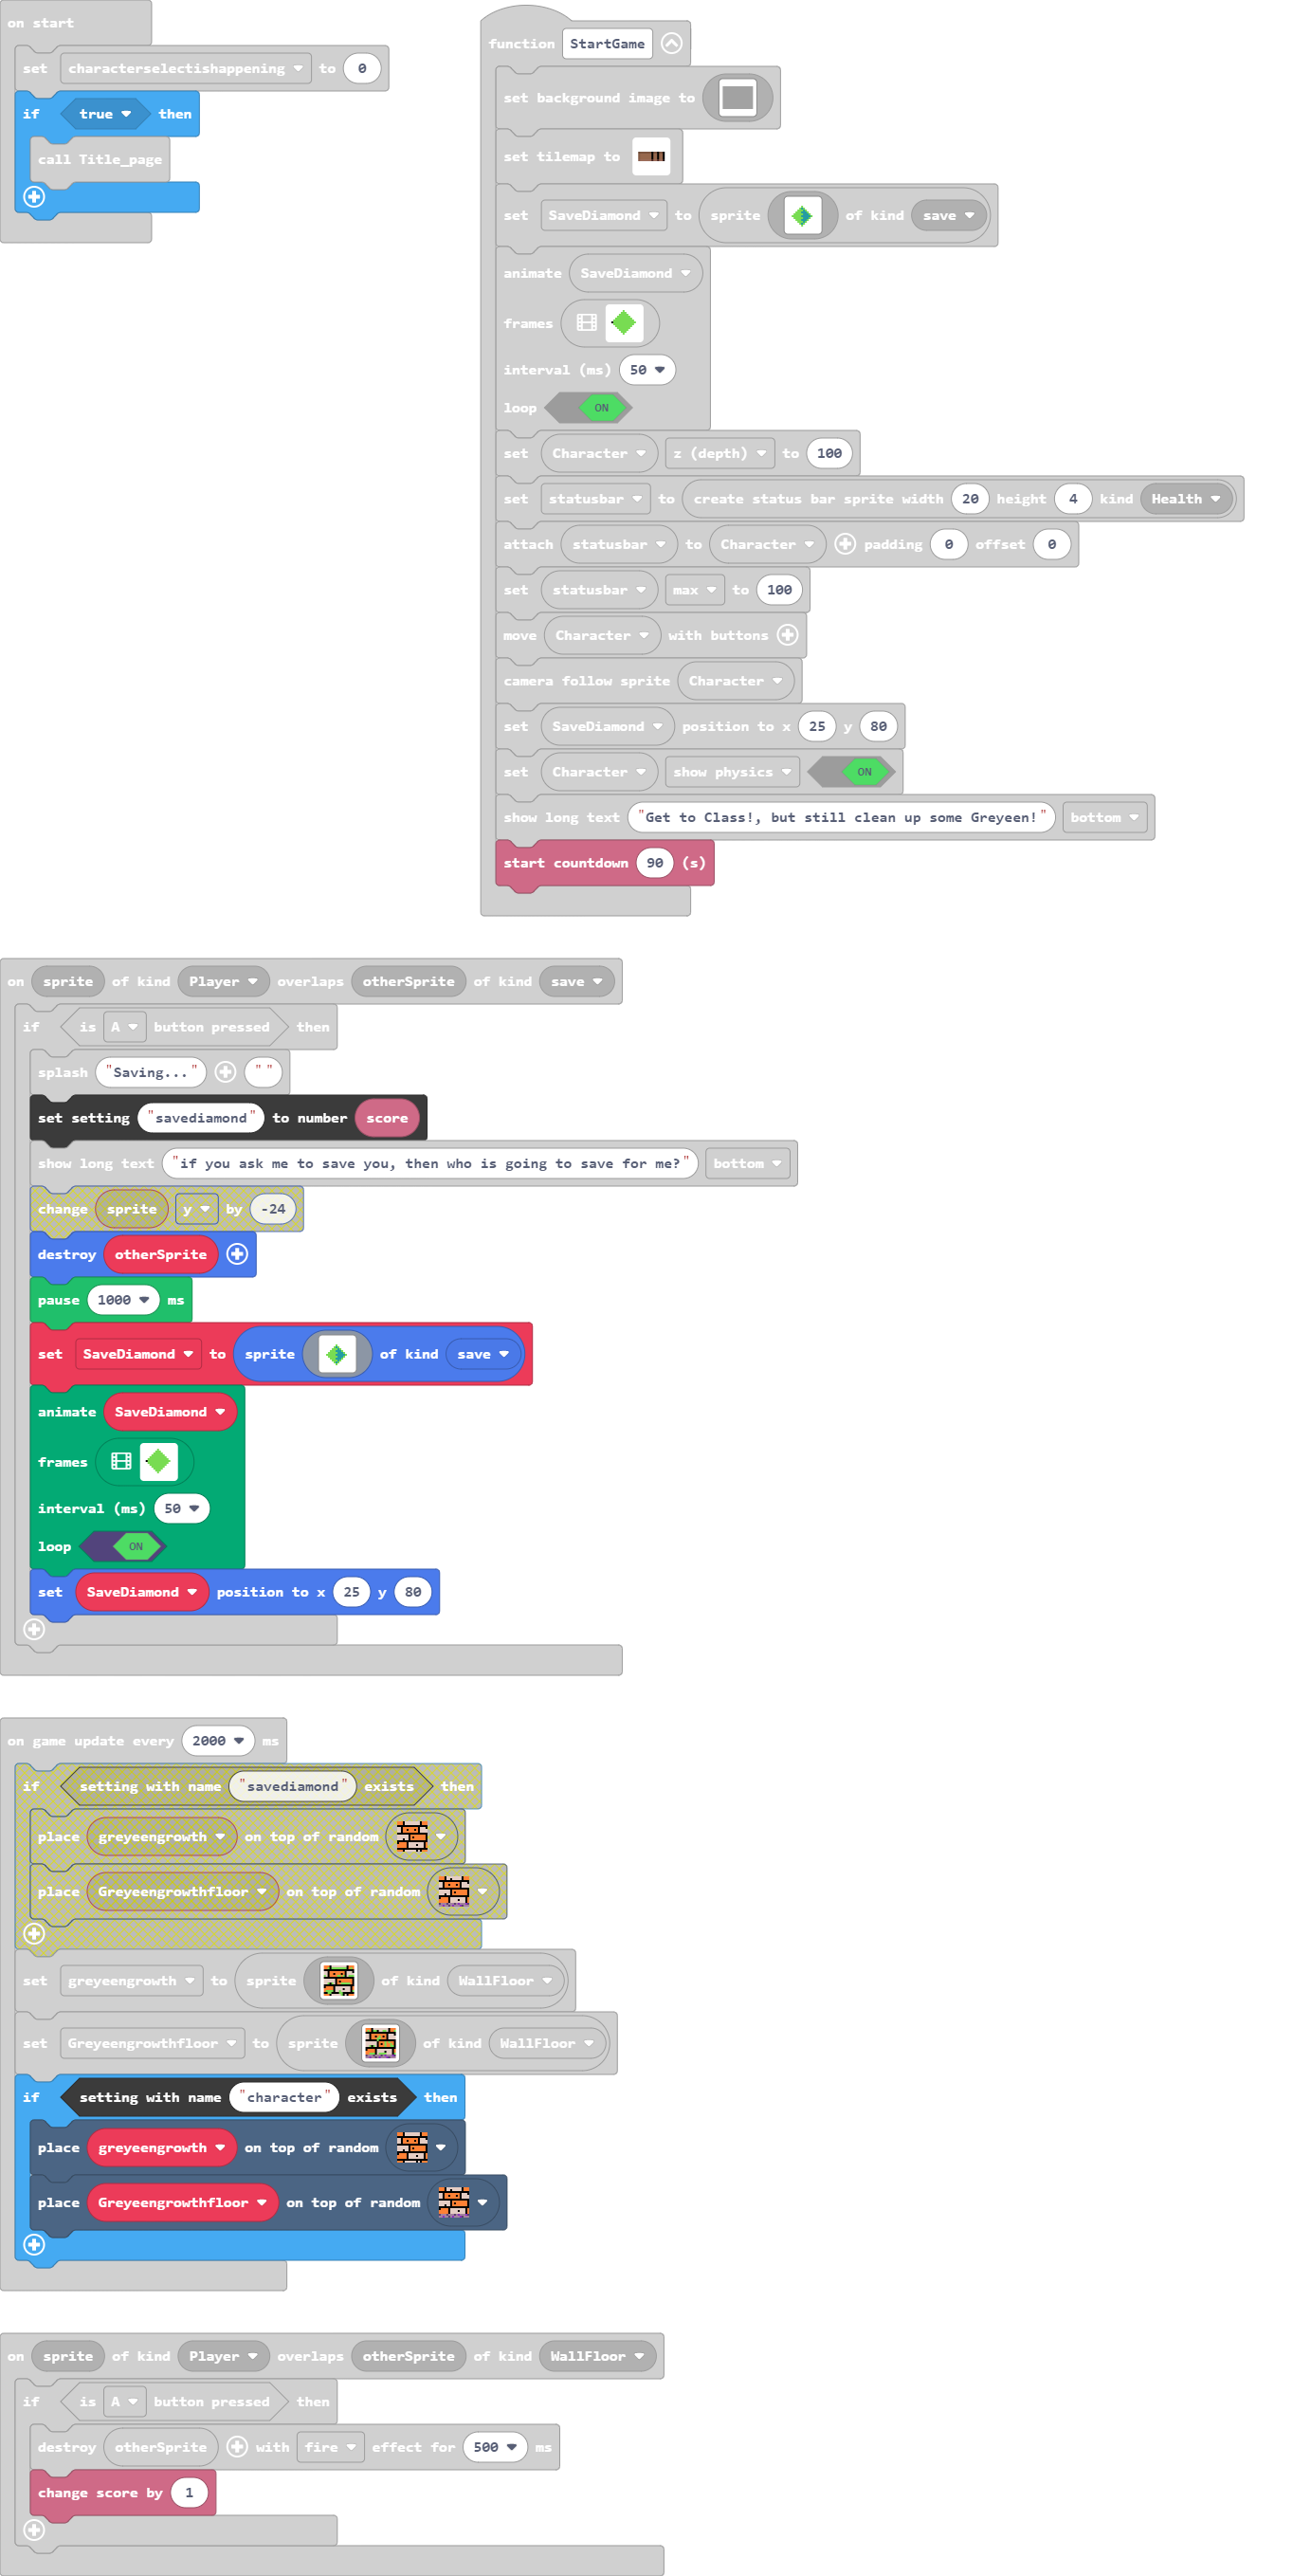 on start
set characterselectishappening to 0
if true then
call Title_page
function StartGame
set background image to
set tilemap to
set SaveDiamond to sprite of kind save
animate SaveDiamond
frames
interval (ms) 50
loop ON
set Character z (depth) to 100
set statusbar to create status bar sprite width 20 height 4 kind Health
attach statusbar to Character padding 0 offset 0
set statusbar max to 100
move Character with buttons
camera follow sprite Character
set SaveDiamond position to x 25 y 80
set Character show physics ON
show long text "Get to Class!, but still clean up some Greyeen!" bottom
start countdown 90 (s)
on sprite of kind Player overlaps otherSprite of kind save
if is A button pressed then
splash "Saving..." " "
set setting "savediamond" to number score
show long text "if you ask me to save you, then who is going to save for me?" bottom
change sprite y by -24
destroy otherSprite
pause 1000 ms
set SaveDiamond to sprite of kind save
animate SaveDiamond
frames
interval (ms) 50
loop ON
set SaveDiamond position to x 25 y 80
on game update every 2000 ms
if setting with name "savediamond" exists then
place greyeengrowth on top of random
place Greyeengrowthfloor on top of random
set greyeengrowth to sprite of kind WallFloor
set Greyeengrowthfloor to sprite of kind WallFloor
if setting with name "character" exists then
place greyeengrowth on top of random
place Greyeengrowthfloor on top of random
on sprite of kind Player overlaps otherSprite of kind WallFloor
if is A button pressed then
destroy otherSprite with fire effect for 500 ms
change score by 1